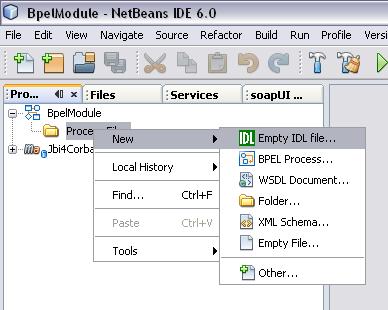 BpelModule - NetBeans IDE 6.0
File Edit View Navigate Source Refactor Build Run Profile Versi
Pro... Files Services soapUI ...
BpelModule
New
Jbi4Corba
Local History
Find... Ctrl+F
Paste Ctrl+V
Tools
IDL Empty IDL file...
BPEL Process...
WSDL Document...
Folder...
XML Schema...
Empty File...
Other...